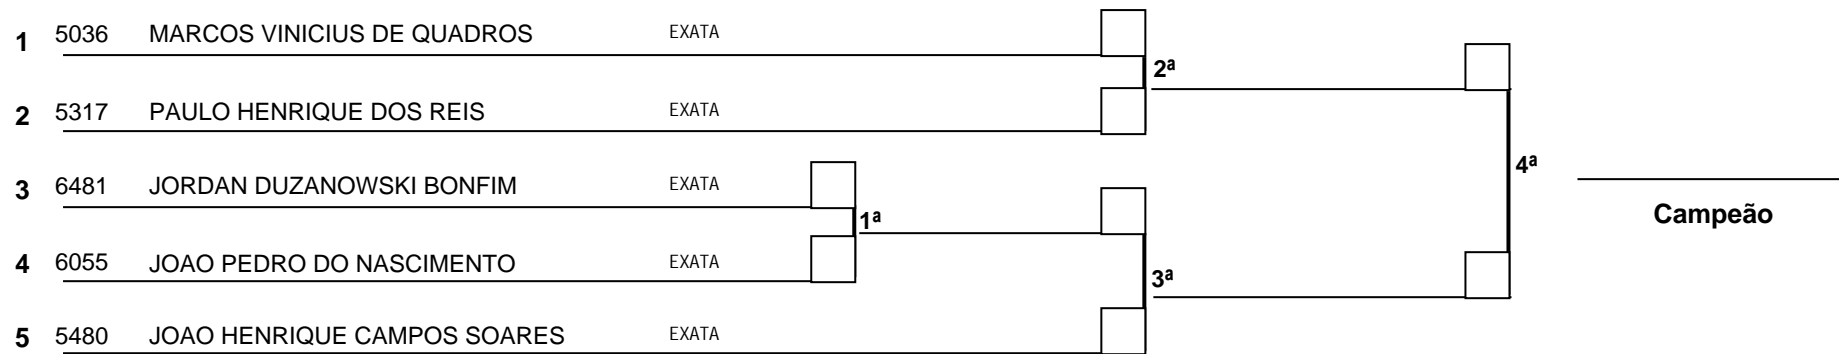 1 5036 MARCOS VINICIUS DE QUADROS EXATA
2ª
2 5317 PAULO HENRIQUE DOS REIS EXATA
4ª
3 6481 JORDAN DUZANOWSKI BONFIM EXATA
1ª
Campeão
4 6055 JOAO PEDRO DO NASCIMENTO EXATA
3ª
5 5480 JOAO HENRIQUE CAMPOS SOARES EXATA